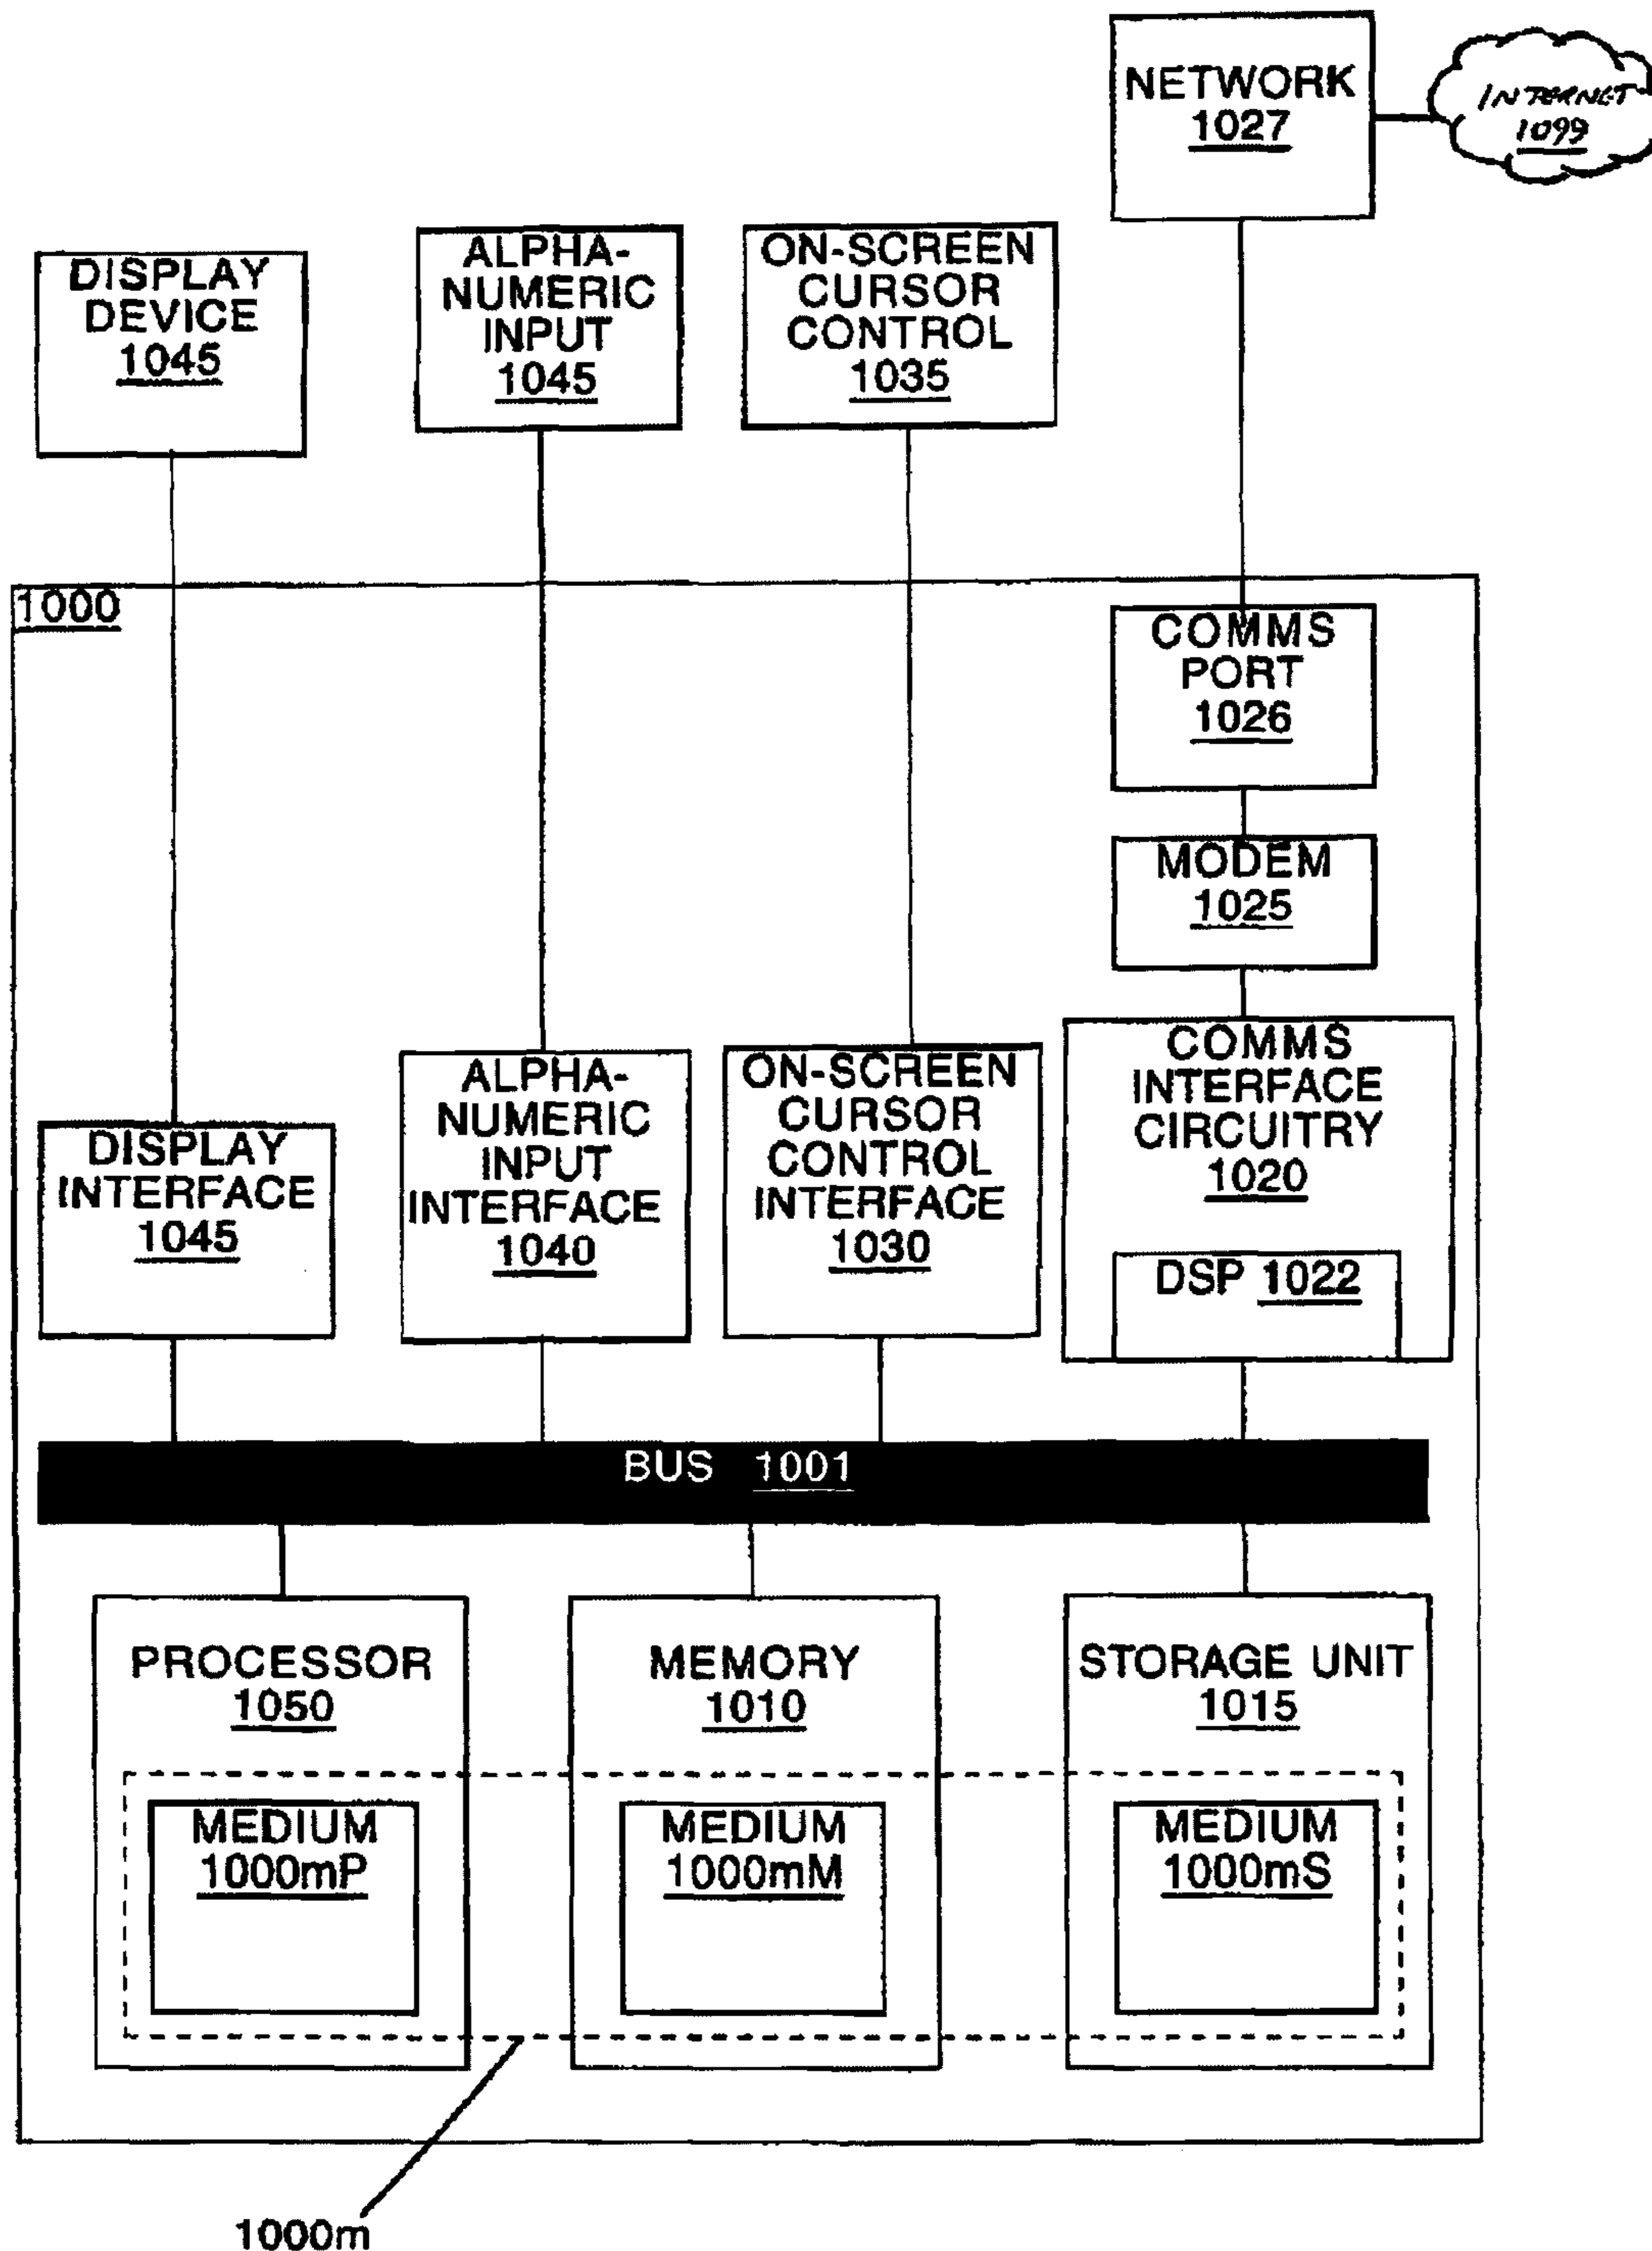 NETWORK
1027
INTERNET
1099
DISPLAY
DEVICE
1045
ALPHA-
NUMERIC
INPUT
1045
ON-SCREEN
CURSOR
CONTROL
1035
1000
COMMS
PORT
1026
MODEM
1025
DISPLAY
INTERFACE
1045
ALPHA-
NUMERIC
INPUT
INTERFACE
1040
ON-SCREEN
CURSOR
CONTROL
INTERFACE
1030
COMMS
INTERFACE
CIRCUITRY
1020
DSP 1022
BUS 1001
PROCESSOR
1050
MEMORY
1010
STORAGE UNIT
1015
MEDIUM
1000mP
MEDIUM
1000mM
MEDIUM
1000mS
1000m